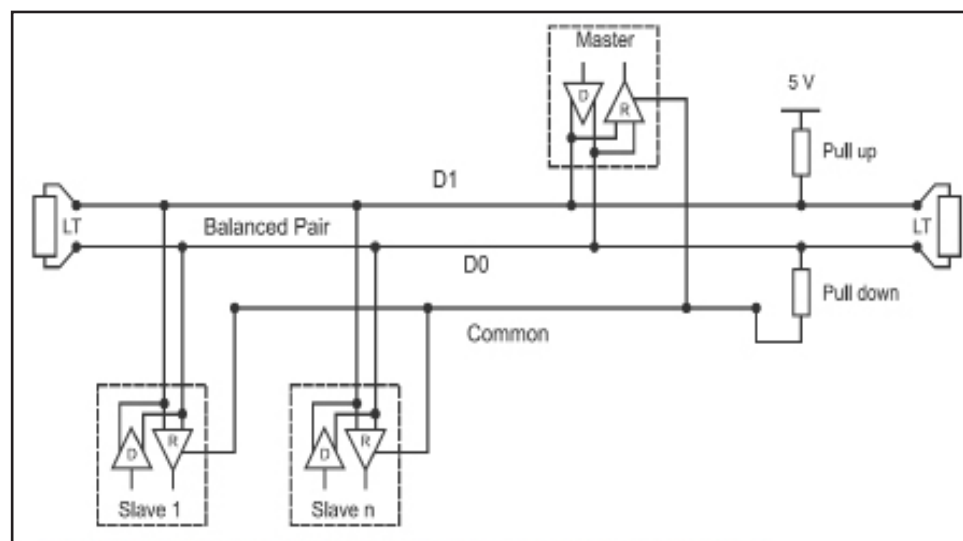 Master
D
R
5 V
Pull up
D1
LT
Balanced Pair
LT
D0
Pull down
Common
D
R
D
R
Slave 1
Slave n